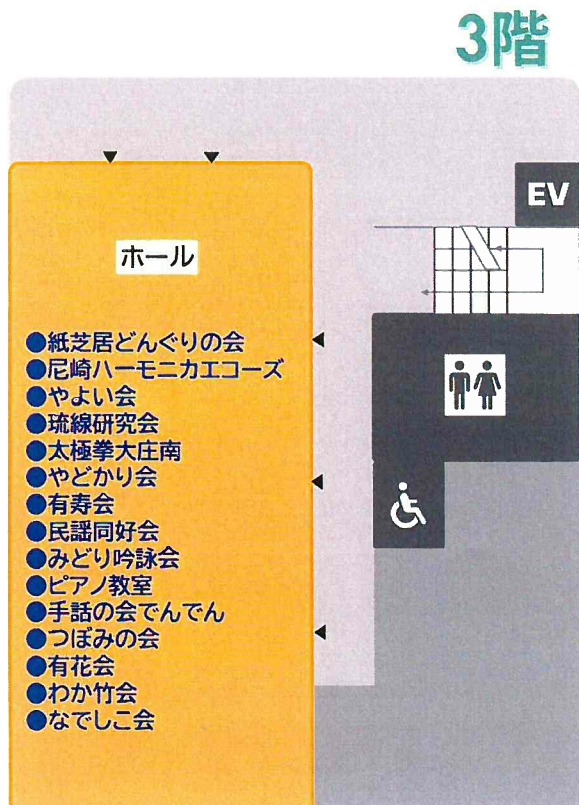 3階
EV
ホール
●紙芝居どんぐりの会
●尼崎ハーモニカエコーズ
●やよい会
●琉線研究会
●太極拳大庄南
●やどかり会
●有寿会
●民謡同好会
●みどり吟詠会
●ピアノ教室
●手話の会でんでん
●つぼみの会
●有花会
●わか竹会
●なでしこ会